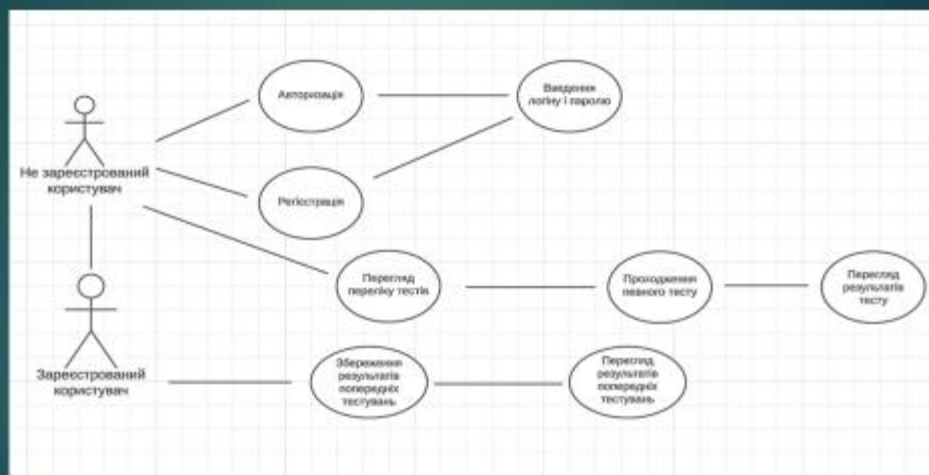 Авторизація
Введення
логіну і паролю
Не зареєстрований
користувач
Регістрація
Перегляд
переліку тестів
Проходження
певного тесту
Перегляд
результатів
тесту
Зареєстрований
користувач
Збереження
результатів
попередніх
тестувань
Перегляд
результатів
попередніх
тестувань